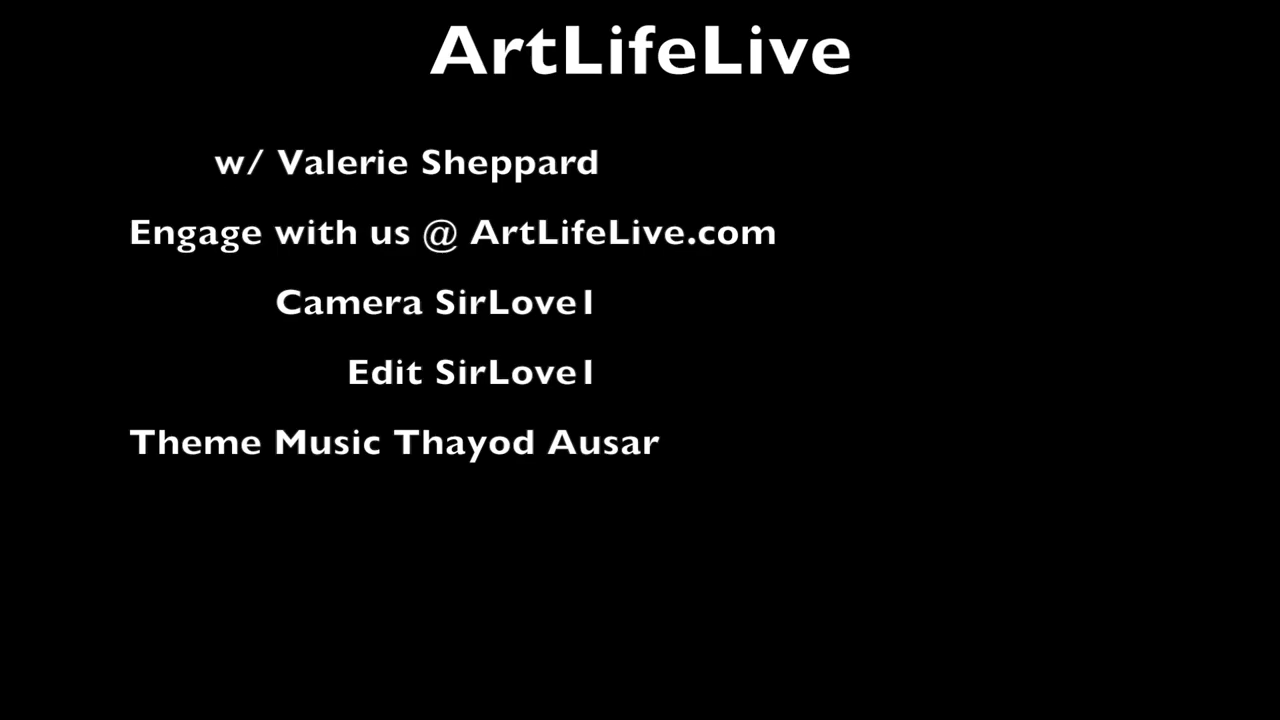 ArtLifeLive
w/ Valerie Sheppard
Engage with us @ ArtLifeLive.com
Camera SirLove1
Edit SirLove1
Theme Music Thayod Ausar